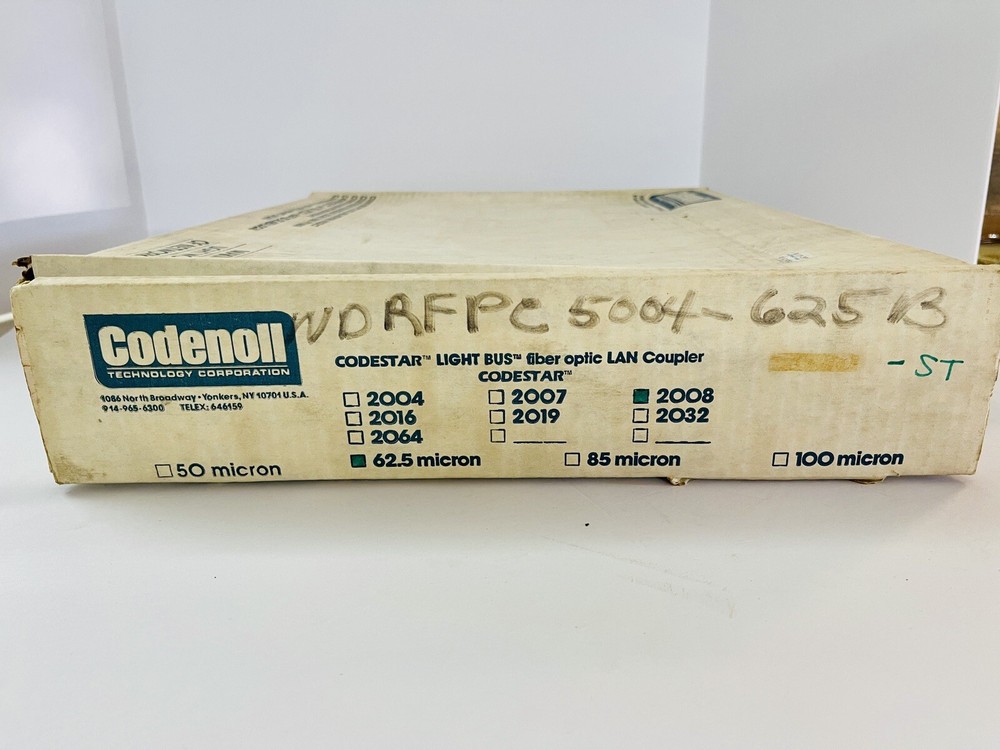 WDRFPC 5004-625B
Codenoll
TECHNOLOGY CORPORATION
1086 North Broadway • Yonkers, NY 10701 U.S.A.
914-965-6300 TELEX: 646159
CODESTAR™ LIGHT BUS™ fiber optic LAN Coupler
CODESTAR™
-ST
2004 2007 2008
2016 2019 2032
2064
50 micron 62.5 micron 85 micron 100 micron